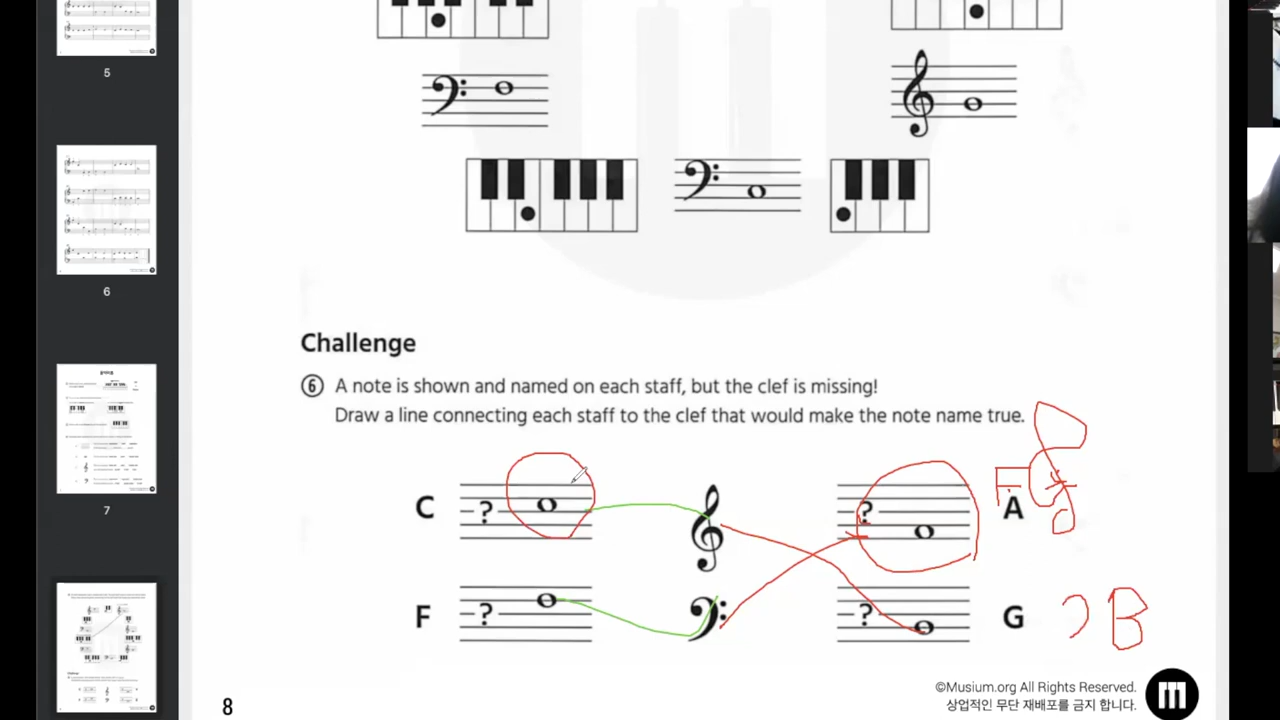 5
6
7
Challenge
⑥ A note is shown and named on each staff, but the clef is missing!
Draw a line connecting each staff to the clef that would make the note name true.
C
?
?
A
F
?
?
G
B
©Musium.org All Rights Reserved.
상업적인 무단 재배포를 금지 합니다.
8